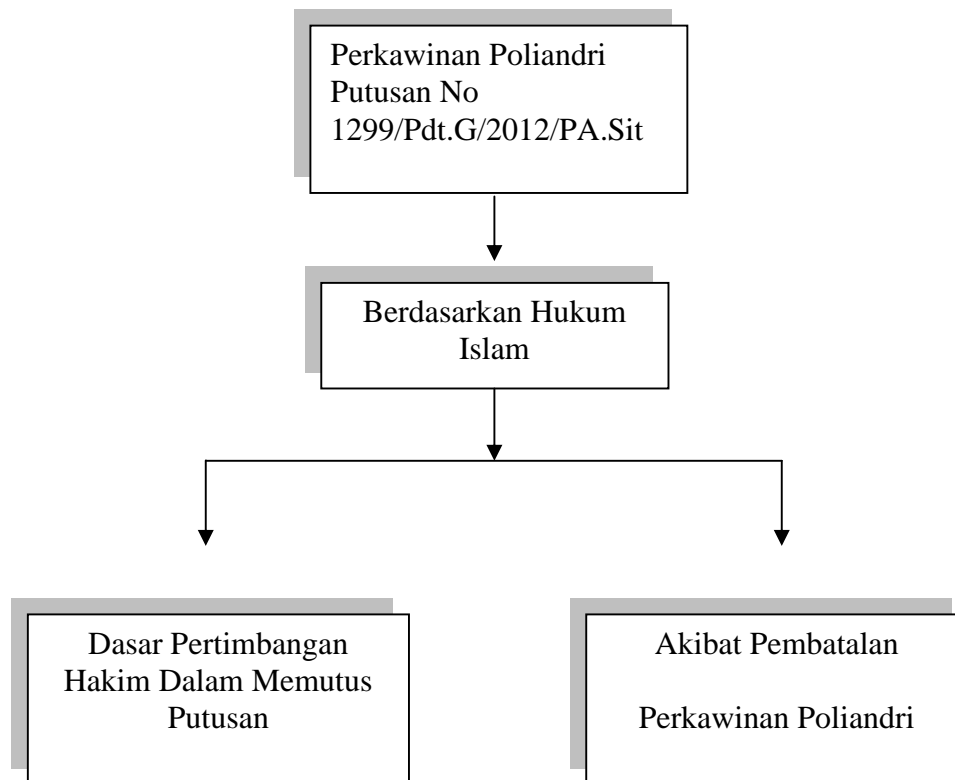 Perkawinan Poliandri
Putusan No
1299/Pdt.G/2012/PA.Sit
Berdasarkan Hukum
Islam
Dasar Pertimbangan
Hakim Dalam Memutus
Putusan
Akibat Pembatalan
Perkawinan Poliandri